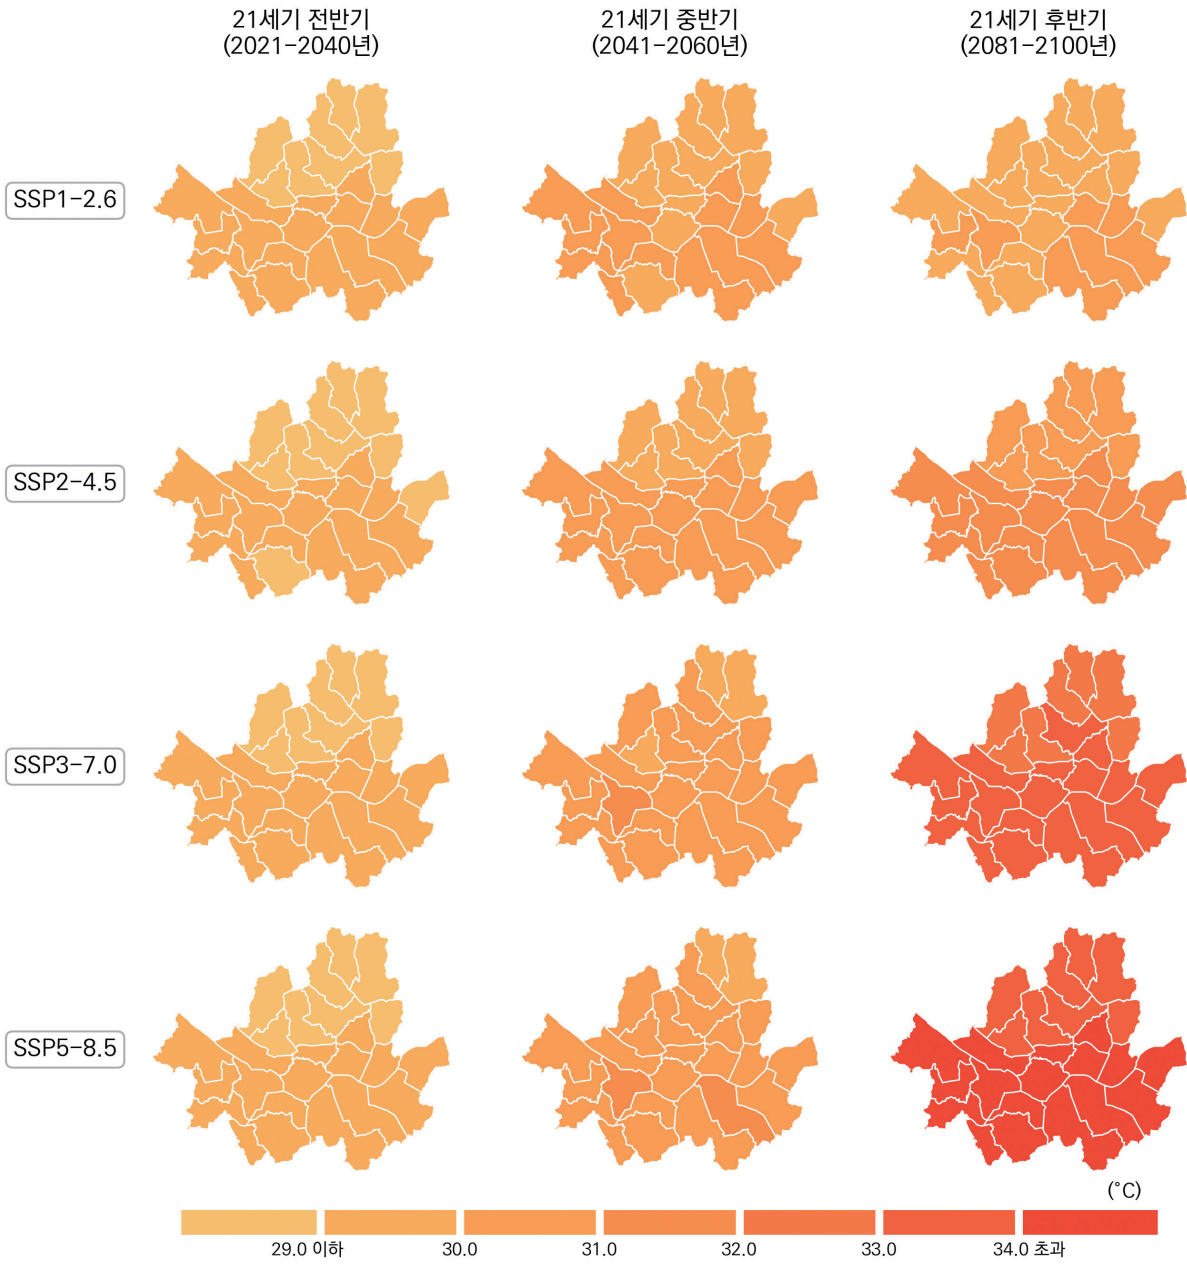 21세기 전반기
(2021-2040년)
21세기 중반기
(2041-2060년)
21세기 후반기
(2081-2100년)
SSP1-2.6
SSP2-4.5
SSP3-7.0
SSP5-8.5
(°C)
29.0 이하
30.0
31.0
32.0
33.0
34.0 초과